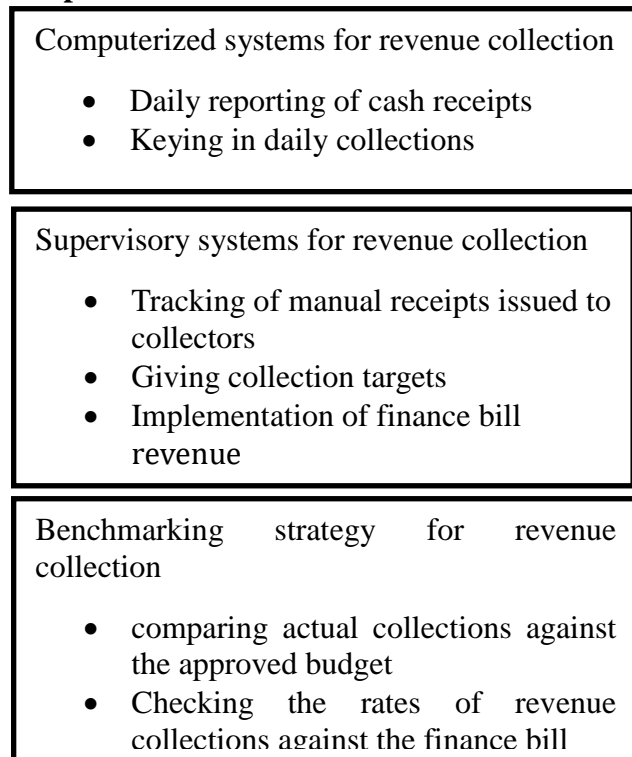 Computerized systems for revenue collection
• Daily reporting of cash receipts
• Keying in daily collections
Supervisory systems for revenue collection
• Tracking of manual receipts issued to
collectors
• Giving collection targets
• Implementation of finance bill
revenue
Benchmarking strategy for revenue
collection
• comparing actual collections against
the approved budget
• Checking the rates of revenue
collections against the finance bill